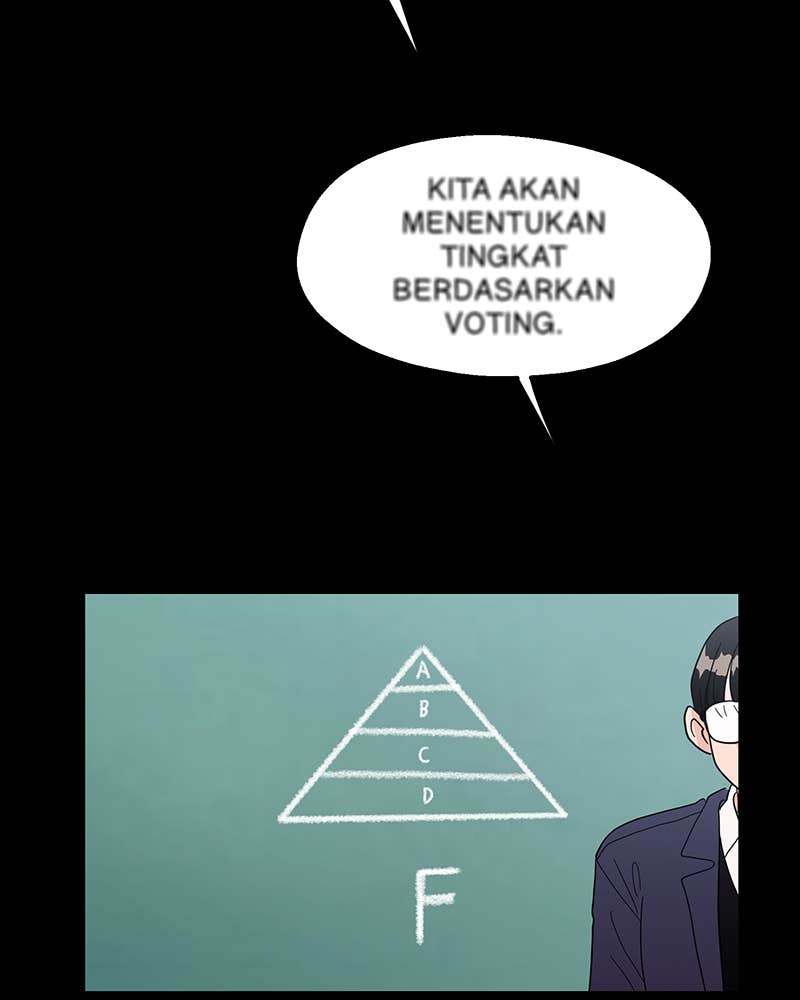 KITA AKAN
MENENTUKAN
TINGKAT
BERDASARKAN
VOTING.
A
B
C
D
F